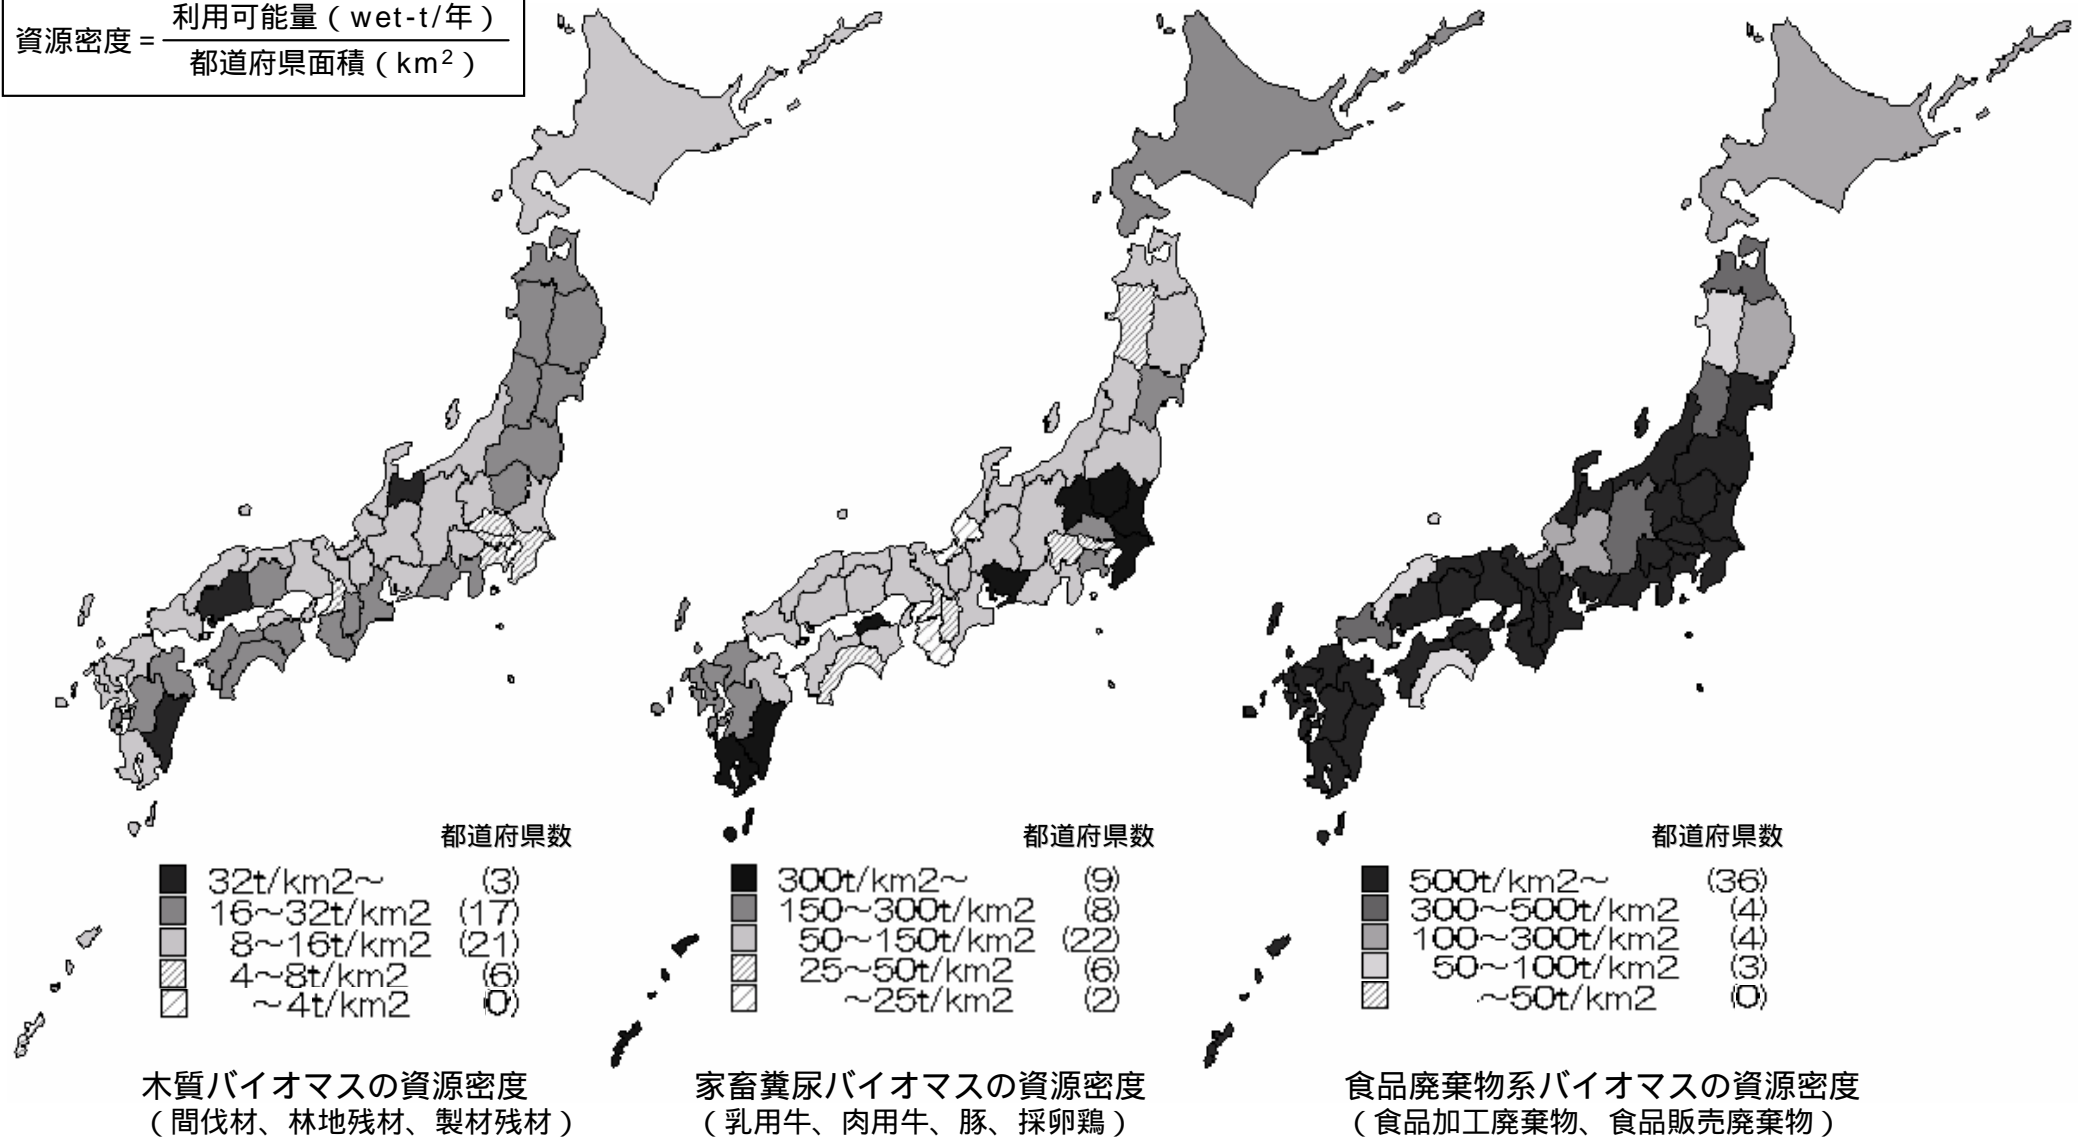 資源密度 = 利用可能量（wet-t/年）
都道府県面積（km2）
都道府県数
32t/km2～ (3)
16～32t/km2 (17)
8～16t/km2 (21)
4～8t/km2 (6)
～4t/km2 (0)
木質バイオマスの資源密度
（間伐材、林地残材、製材残材）
都道府県数
300t/km2～ (9)
150～300t/km2 (8)
50～150t/km2 (22)
25～50t/km2 (6)
～25t/km2 (2)
家畜糞尿バイオマスの資源密度
（乳用牛、肉用牛、豚、採卵鶏）
都道府県数
500t/km2～ (36)
300～500t/km2 (4)
100～300t/km2 (4)
50～100t/km2 (3)
～50t/km2 (0)
食品廃棄物系バイオマスの資源密度
（食品加工廃棄物、食品販売廃棄物）